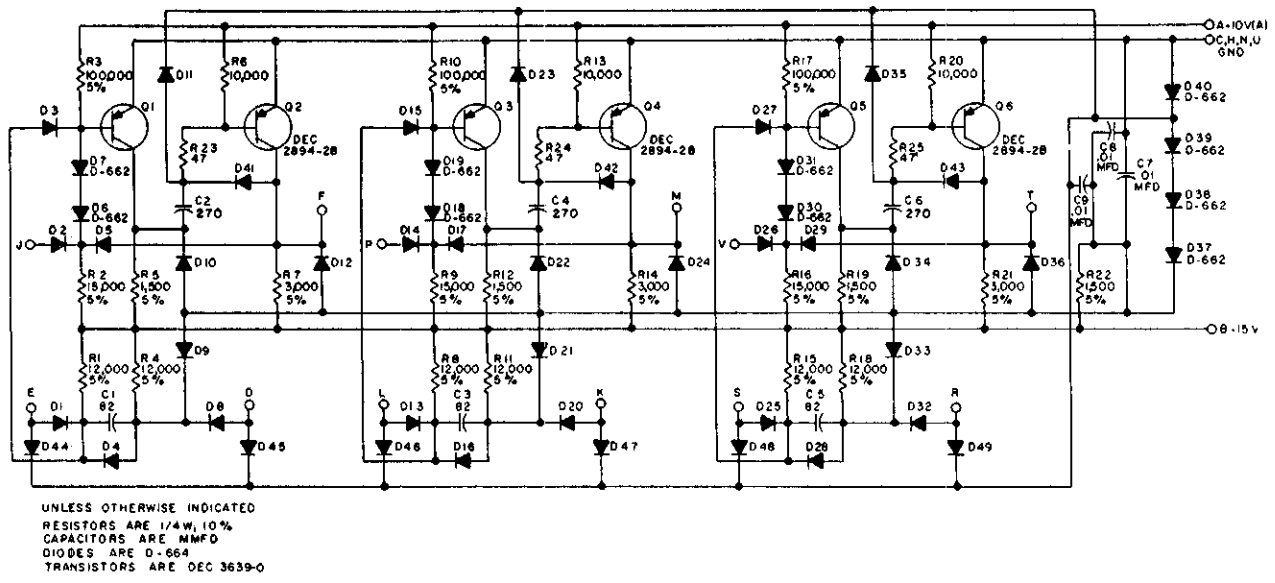 A+10V(A)
C,H,N,U
GND
R3
100,000
5%
D11
R6
10,000
R10
100,000
5%
D23
R13
10,000
R17
100,000
5%
D35
R20
10,000
D40
D-662
D3
Q1
Q2
D15
Q3
Q4
D27
Q5
Q6
DEC
2894-2B
DEC
2894-2B
DEC
2894-2B
R23
47
R24
47
R25
47
C8
.01
MFD
C7
.01
MFD
D39
D-662
D7
D-662
D41
D19
D-662
D42
D31
D-662
D43
C9
.01
MFD
D38
D-662
D6
D-662
C2
270
F
D18
D-662
C4
270
M
D30
D-662
C6
270
T
J
D2
D5
P
D14
D17
V
D26
D29
D37
D-662
D10
D12
D22
D24
D34
D36
R2
15,000
5%
R5
1,500
5%
R7
3,000
5%
R9
15,000
5%
R12
1,500
5%
R14
3,000
5%
R16
15,000
5%
R19
1,500
5%
R21
3,000
5%
R22
1,500
5%
B-15V
R1
12,000
5%
R4
12,000
5%
D9
R8
12,000
5%
R11
12,000
5%
D21
R15
12,000
5%
R18
12,000
5%
D33
E
D1
C1
82
D8
D
L
D13
C3
82
D20
K
S
D25
C5
82
D32
R
D44
D4
D45
D46
D16
D47
D48
D28
D49
UNLESS OTHERWISE INDICATED
RESISTORS ARE 1/4W, 10%
CAPACITORS ARE MMFD
DIODES ARE D-664
TRANSISTORS ARE DEC 3639-0